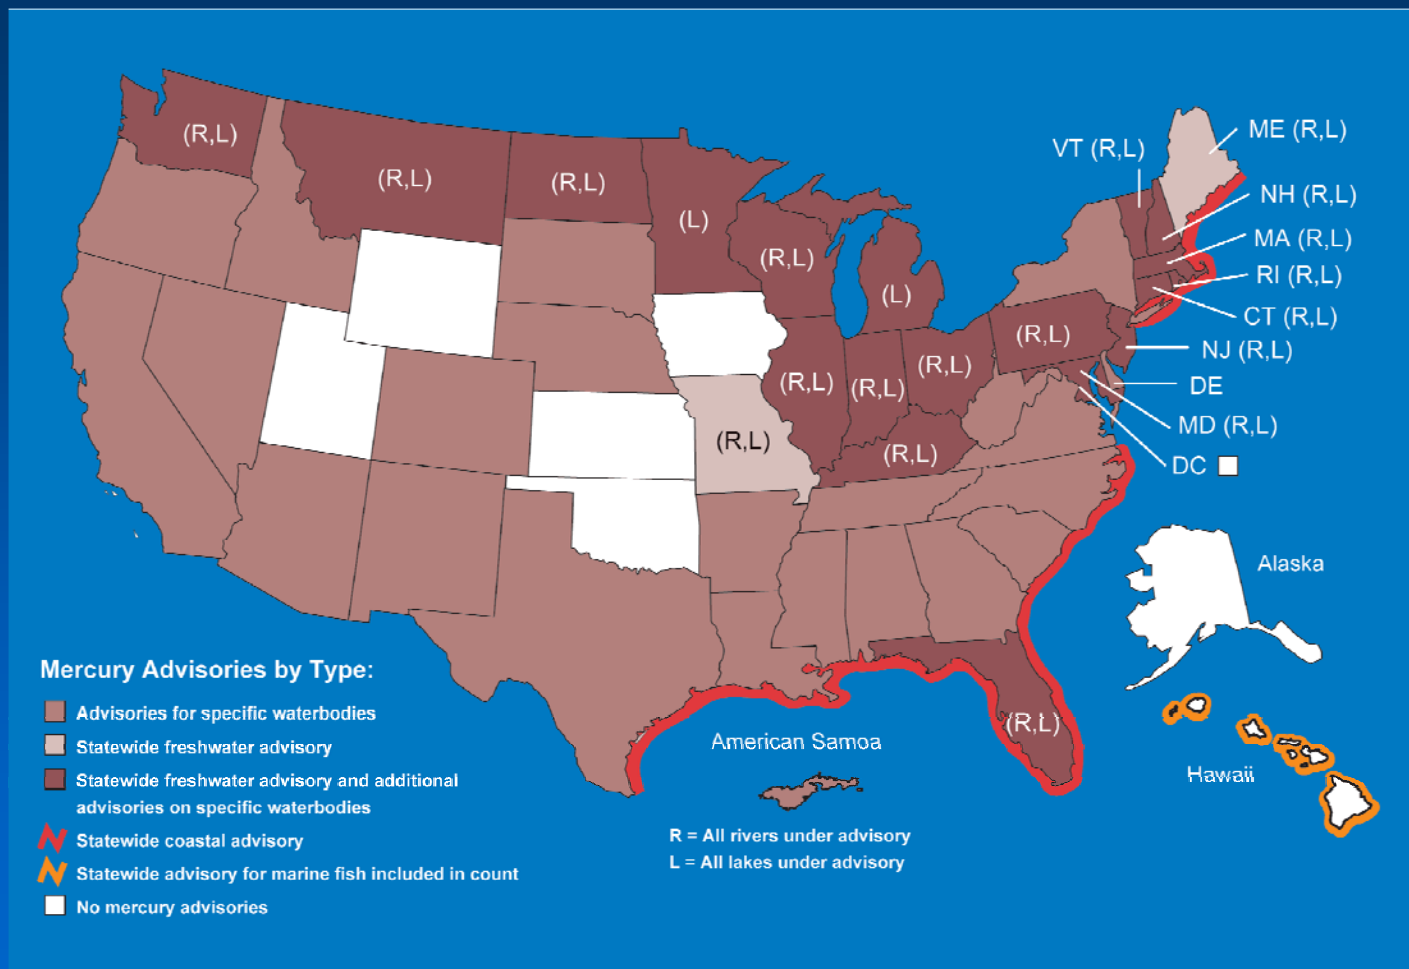 (R,L)
(R,L)
(R,L)
(L)
(R,L)
(L)
(R,L)
(R,L)
(R,L)
(R,L)
(R,L)
(R,L)
(R,L)
(R,L)
VT (R,L)
ME (R,L)
NH (R,L)
MA (R,L)
RI (R,L)
CT (R,L)
NJ (R,L)
DE
MD (R,L)
DC
Alaska
Hawaii
American Samoa
Mercury Advisories by Type:
Advisories for specific waterbodies
Statewide freshwater advisory
Statewide freshwater advisory and additional
advisories on specific waterbodies
Statewide coastal advisory
Statewide advisory for marine fish included in count
No mercury advisories
R = All rivers under advisory
L = All lakes under advisory